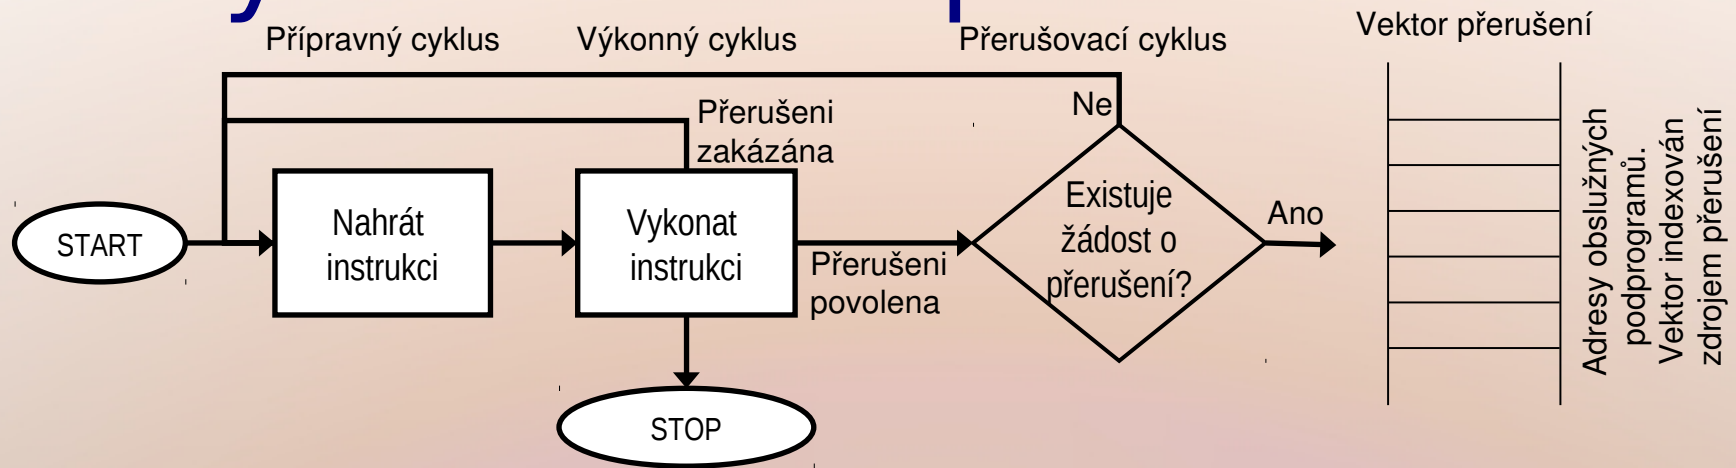 Přípravný cyklus
Výkonný cyklus
Přerušovací cyklus
Vektor přerušení
Přerušeni
zakázána
Ne
START
Nahrát
instrukci
Vykonat
instrukci
Přerušeni
povolena
Existuje
žádost o
přerušení?
Ano
STOP
Adresy obslužných
podprogramů.
Vektor indexován
zdrojem přerušení